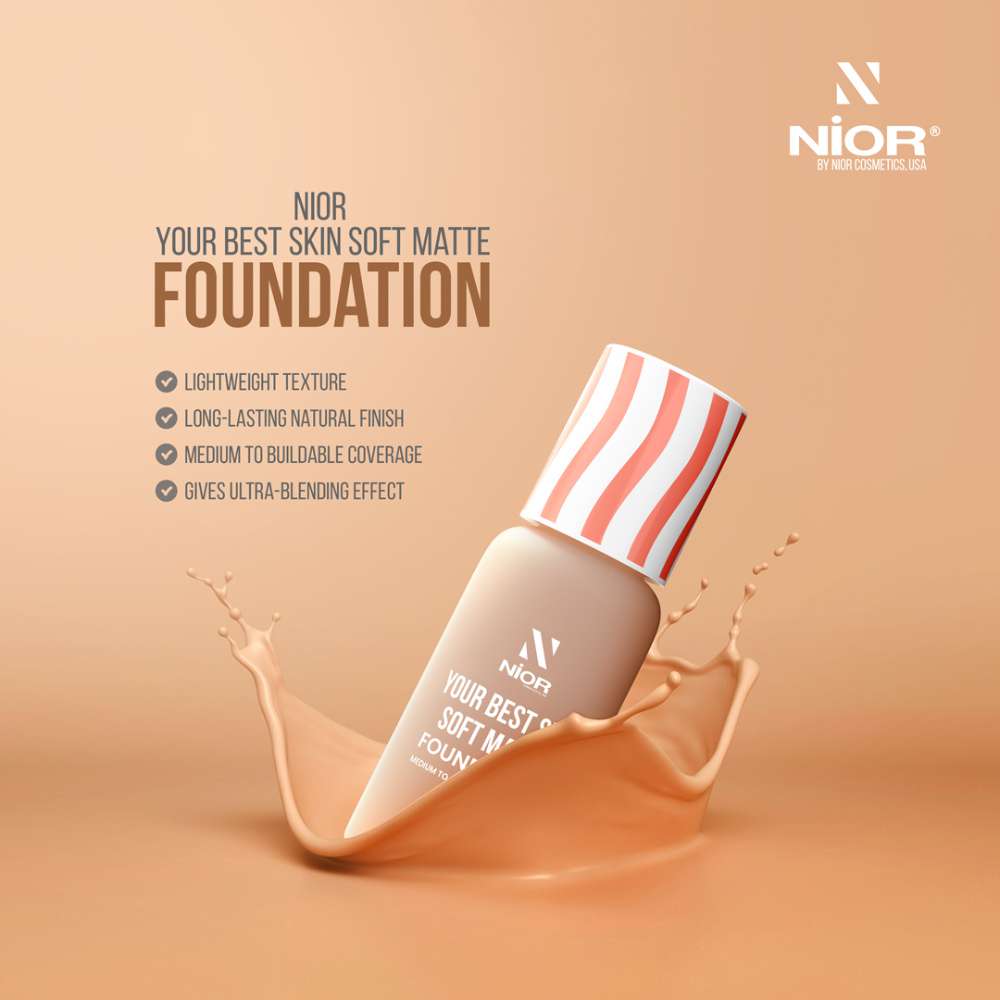 NiOR®
BY NIOR COSMETICS, USA
NIOR
YOUR BEST SKIN SOFT MATTE
FOUNDATION
LIGHTWEIGHT TEXTURE
LONG-LASTING NATURAL FINISH
MEDIUM TO BUILDABLE COVERAGE
GIVES ULTRA-BLENDING EFFECT
NiOR
YOUR BEST
SOFT
MEDIUM TO